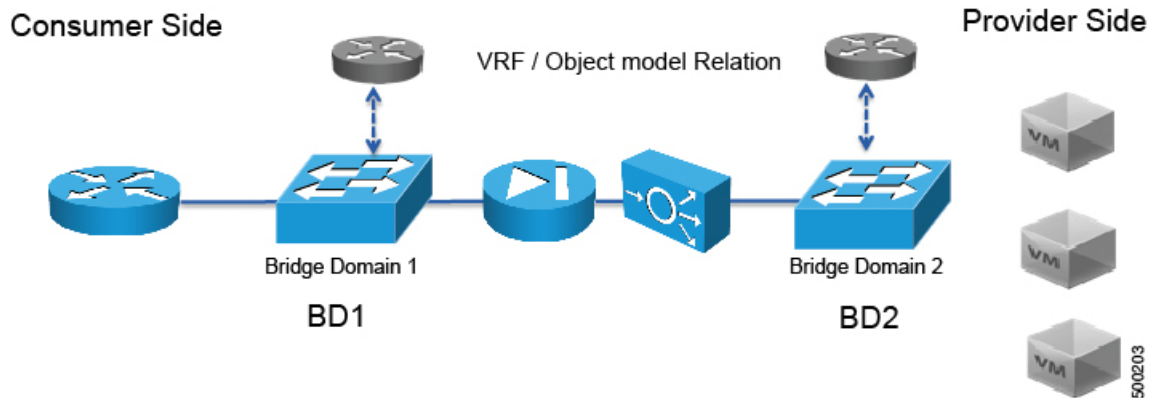 Consumer Side
Provider Side
VRF / Object model Relation
VM
VM
VM
Bridge Domain 1
Bridge Domain 2
BD1
BD2
500203